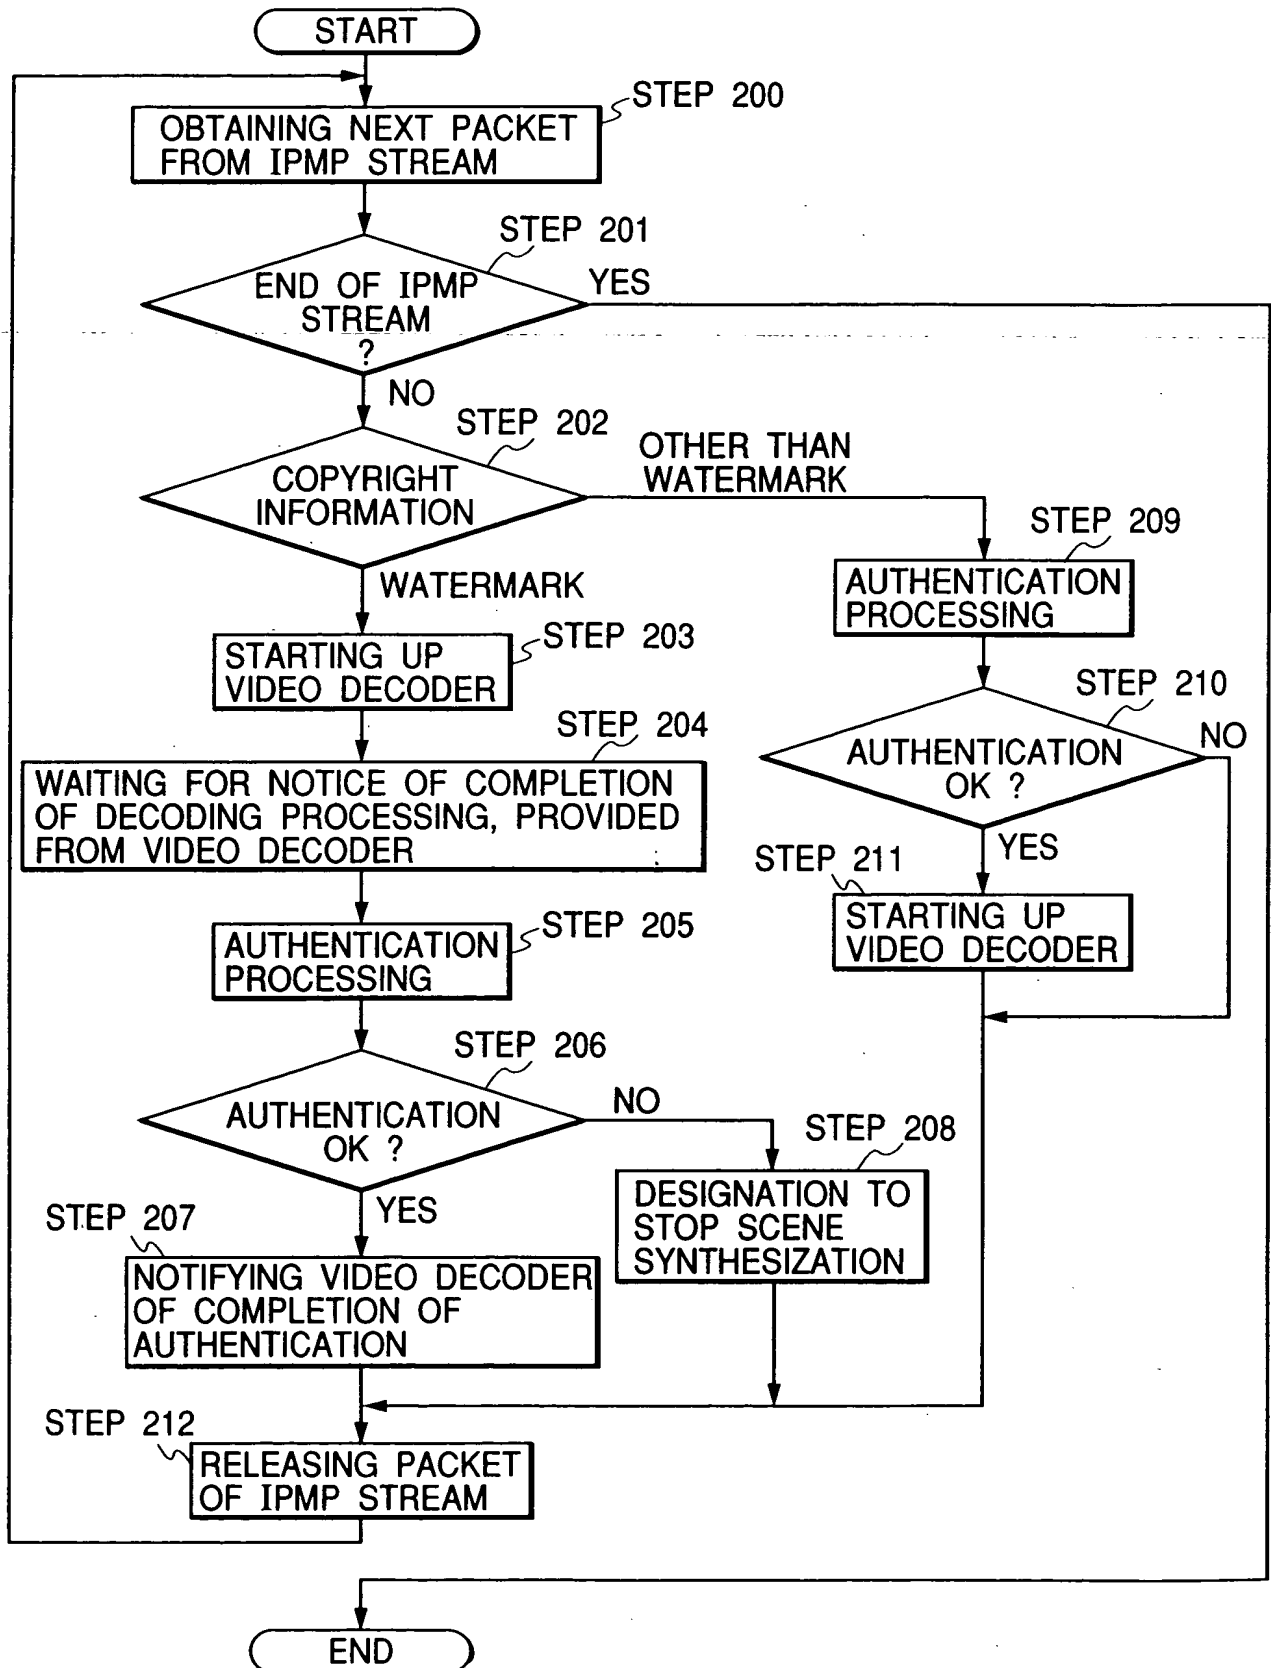 START
STEP 200
OBTAINING NEXT PACKET
FROM IPMP STREAM
STEP 201
END OF IPMP
STREAM
?
YES
NO
STEP 202
COPYRIGHT
INFORMATION
OTHER THAN
WATERMARK
WATERMARK
STEP 203
STARTING UP
VIDEO DECODER
STEP 204
WAITING FOR NOTICE OF COMPLETION
OF DECODING PROCESSING, PROVIDED
FROM VIDEO DECODER
STEP 205
AUTHENTICATION
PROCESSING
STEP 206
AUTHENTICATION
OK ?
NO
YES
STEP 207
NOTIFYING VIDEO DECODER
OF COMPLETION OF
AUTHENTICATION
STEP 208
DESIGNATION TO
STOP SCENE
SYNTHESIZATION
STEP 209
AUTHENTICATION
PROCESSING
STEP 210
AUTHENTICATION
OK ?
NO
YES
STEP 211
STARTING UP
VIDEO DECODER
STEP 212
RELEASING PACKET
OF IPMP STREAM
END